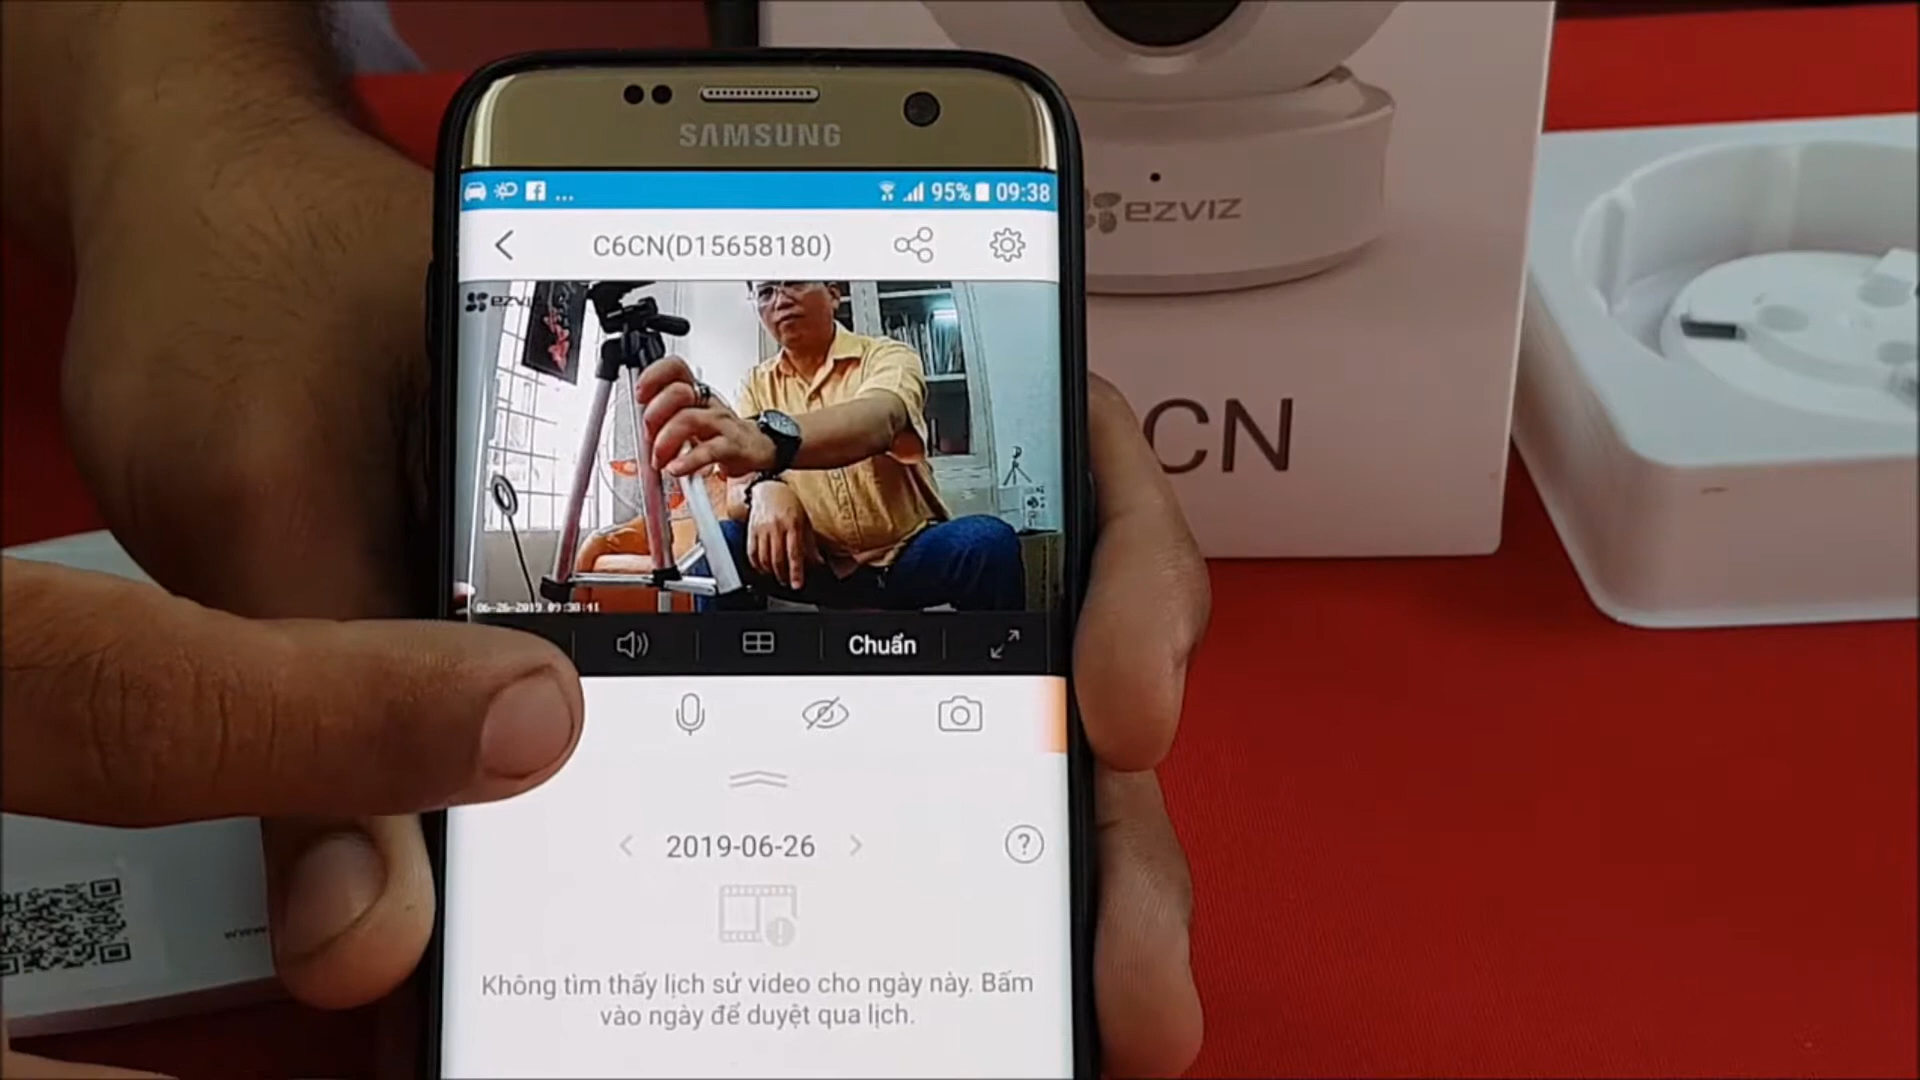 SAMSUNG
... 95% 09:38
C6CN(D15658180)
ezviz
06-26-2019 09:38:41
Chuẩn
2019-06-26
?
Không tìm thấy lịch sử video cho ngày này. Bấm
vào ngày để duyệt qua lịch.
ezviz
CN
www.